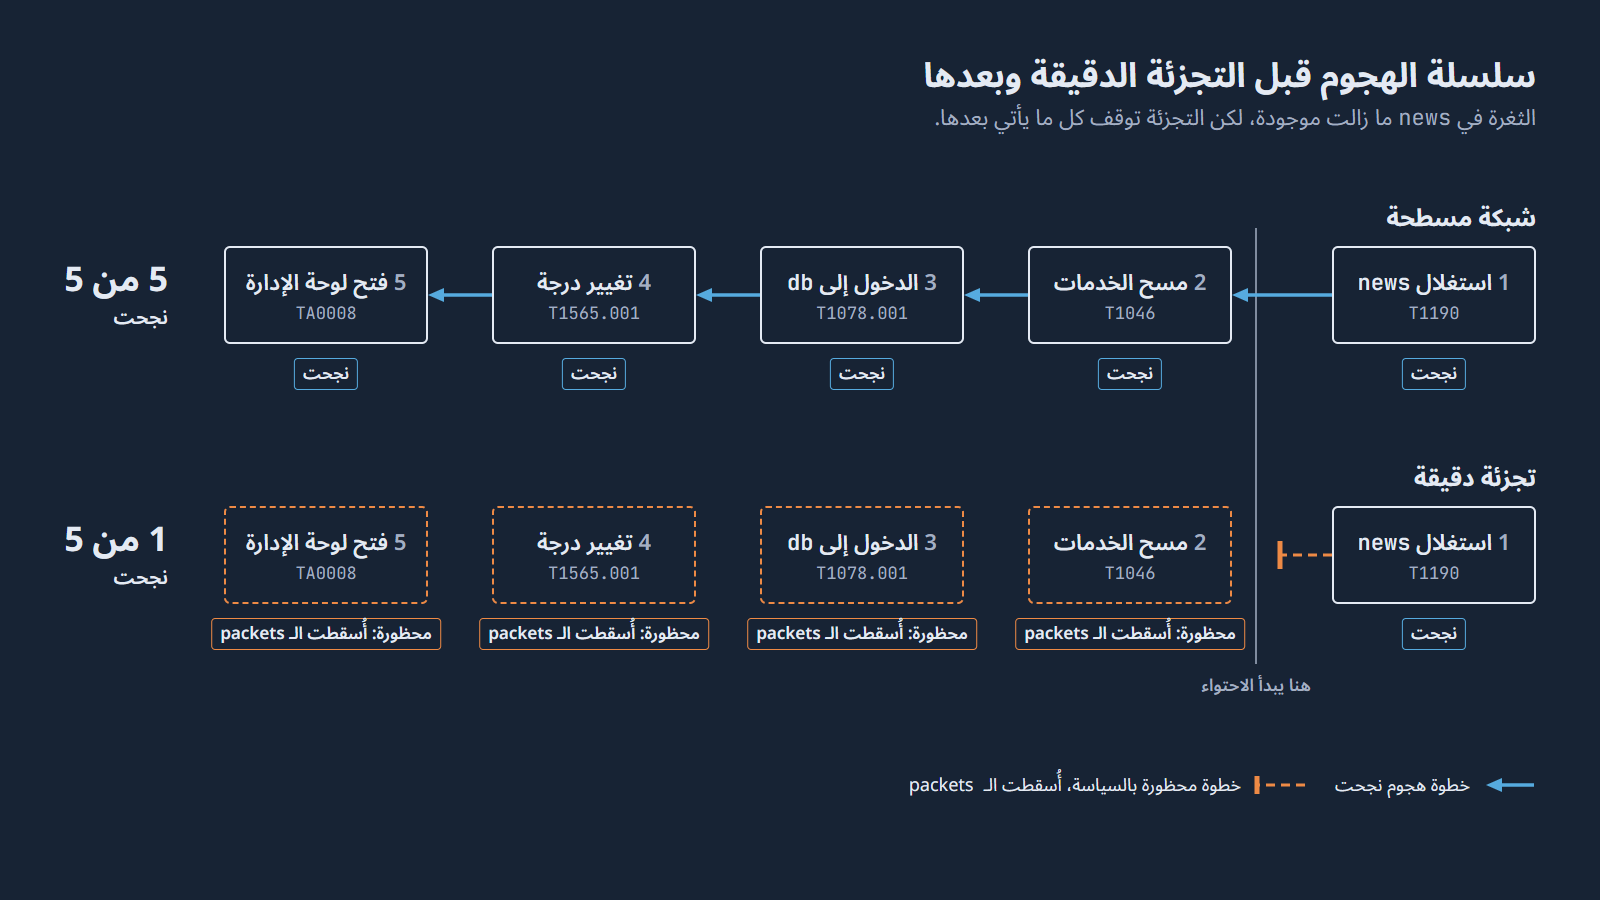 سلسلة الهجوم قبل التجزئة الدقيقة وبعدها
الثغرة في news ما زالت موجودة، لكن التجزئة توقف كل ما يأتي بعدها.
شبكة مسطحة
1 استغلال news
T1190
نجحت
2 مسح الخدمات
T1046
نجحت
3 الدخول إلى db
T1078.001
نجحت
4 تغيير درجة
T1565.001
نجحت
5 فتح لوحة الإدارة
TA0008
نجحت
5 من 5
نجحت
تجزئة دقيقة
1 استغلال news
T1190
نجحت
2 مسح الخدمات
T1046
محظورة: أُسقطت الـ packets
3 الدخول إلى db
T1078.001
محظورة: أُسقطت الـ packets
4 تغيير درجة
T1565.001
محظورة: أُسقطت الـ packets
5 فتح لوحة الإدارة
TA0008
محظورة: أُسقطت الـ packets
1 من 5
نجحت
هنا يبدأ الاحتواء
خطوة هجوم نجحت
خطوة محظورة بالسياسة، أُسقطت الـ packets